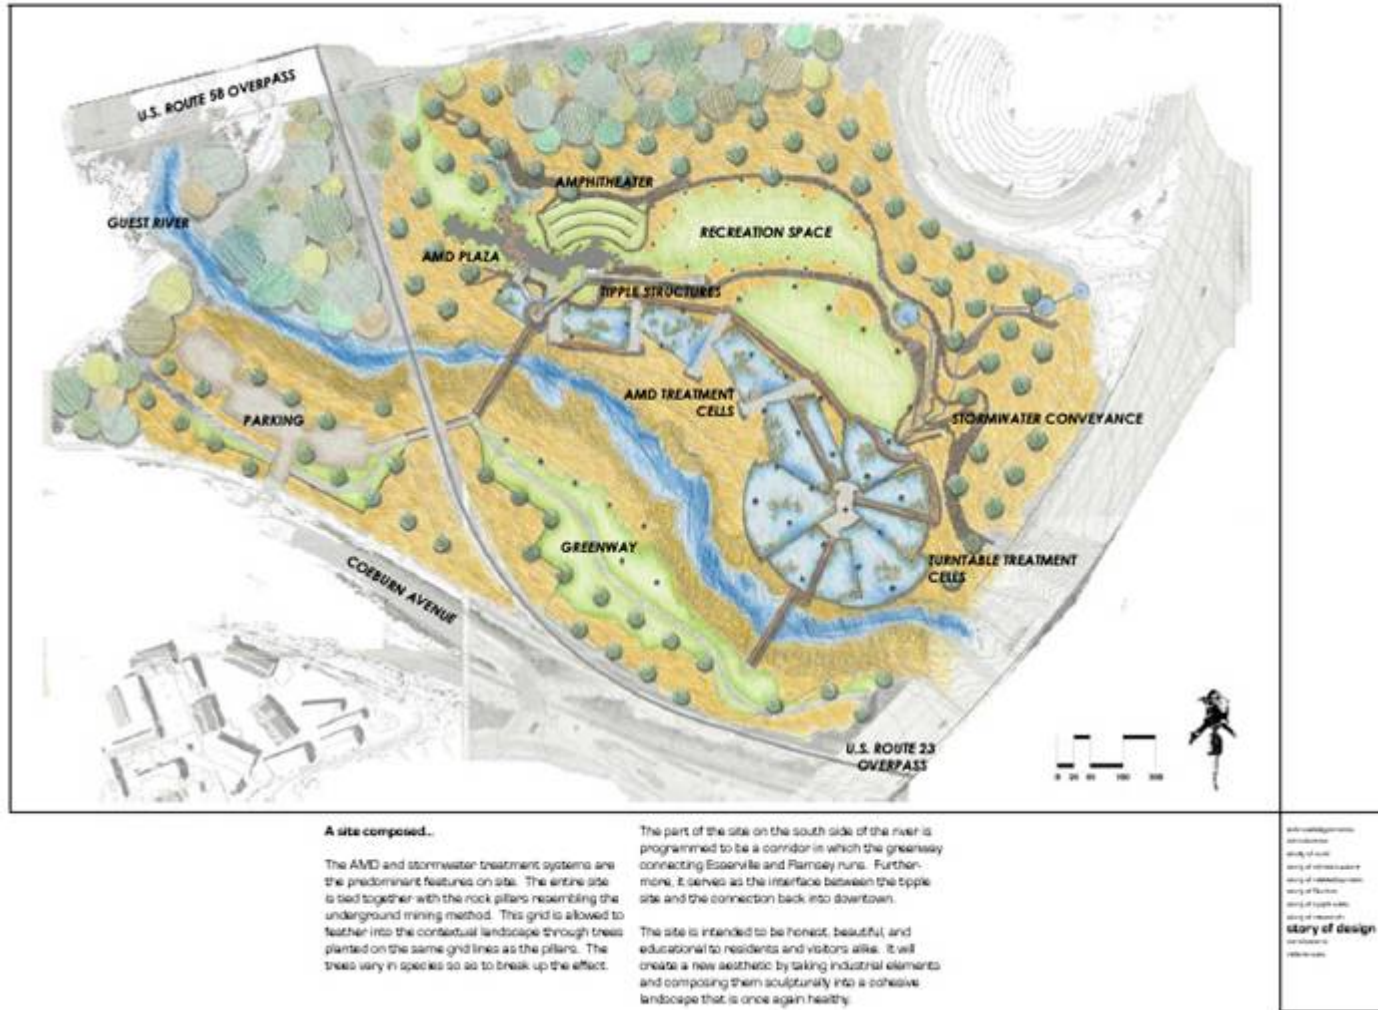 U.S. ROUTE 58 OVERPASS
GUEST RIVER
AMPHITHEATER
RECREATION SPACE
AMD PLAZA
TIPPLE STRUCTURES
AMD TREATMENT
CELLS
PARKING
STORMWATER CONVEYANCE
GREENWAY
TURNTABLE TREATMENT
CELLS
COEBURN AVENUE
U.S. ROUTE 23
OVERPASS
A site composed...
The AMD and stormwater treatment systems are
the predominent features on site. The entire site
is tied together with the rock pillars resembling the
underground mining method. This grid is allowed to
feather into the contextual landscape through trees
planted on the same grid lines as the pillars. The
trees vary in species so as to break up the effect.
The part of the site on the south side of the river is
programmed to be a corridor in which the greenway
connecting Esserville and Ramsey runs. Further-
more, it serves as the interface between the tipple
site and the connection back into downtown.
The site is intended to be honest, beautiful, and
educational to residents and visitors alike. It will
create a new aesthetic by taking industrial elements
and composing them sculpturally into a cohesive
landscape that is once again healthy.
story of design